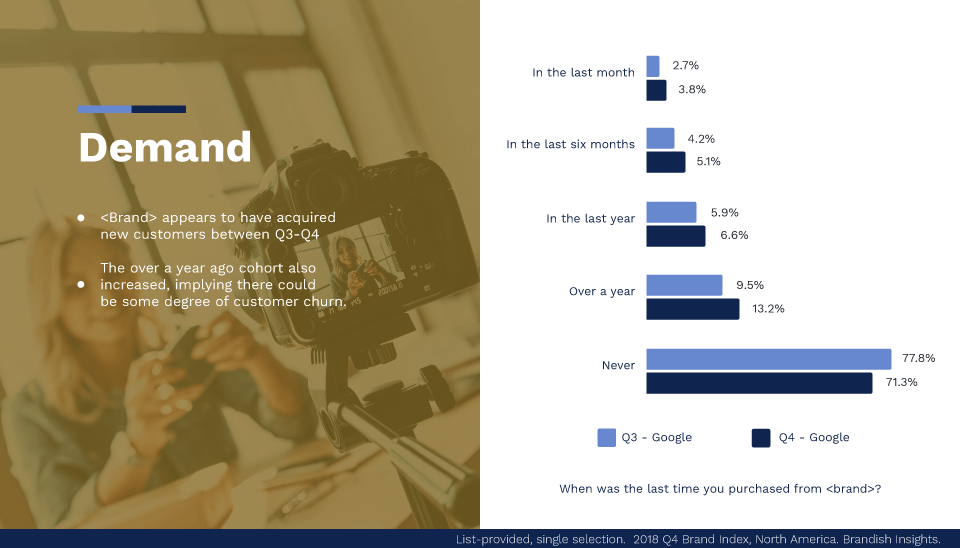 Demand
• <Brand> appears to have acquired
new customers between Q3-Q4
The over a year ago cohort also
• increased, implying there could
be some degree of customer churn.
In the last month
2.7%
3.8%
In the last six months
4.2%
5.1%
In the last year
5.9%
6.6%
Over a year
9.5%
13.2%
Never
77.8%
71.3%
Q3 - Google
Q4 - Google
When was the last time you purchased from <brand>?
List-provided, single selection. 2018 Q4 Brand Index, North America. Brandish Insights.